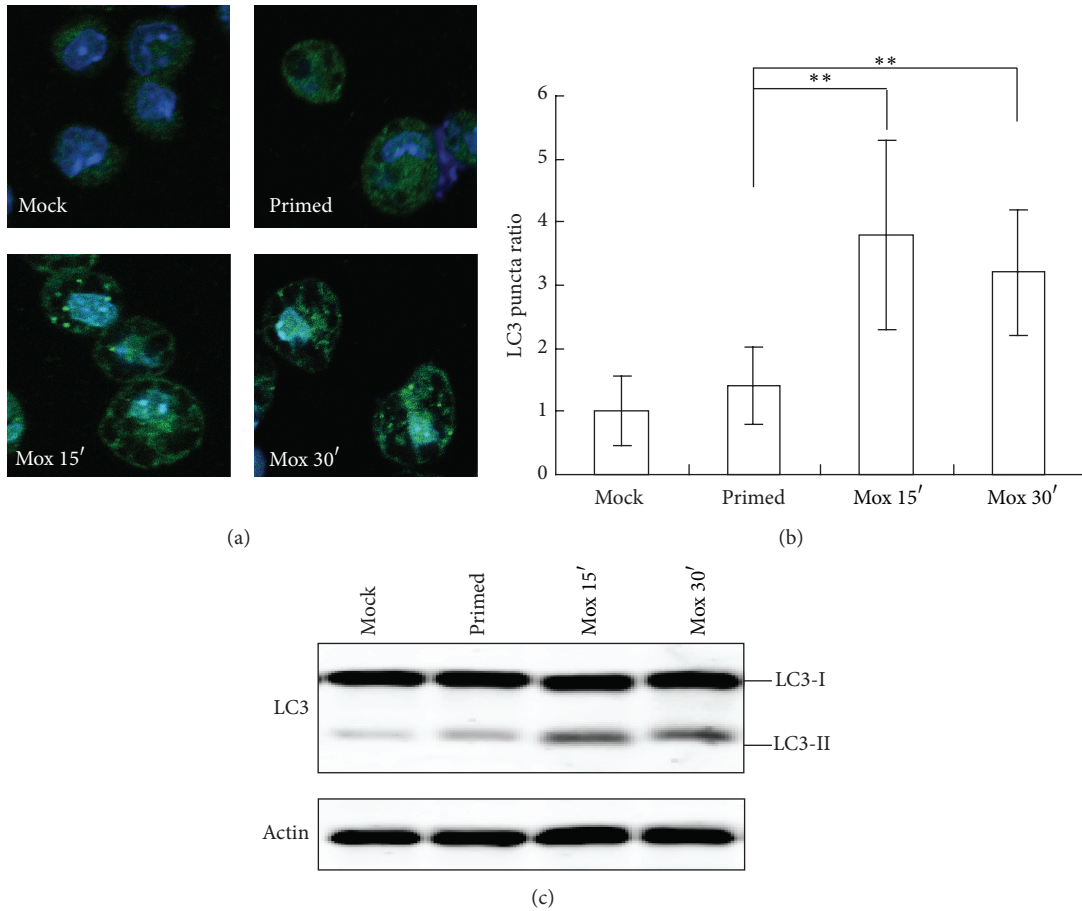 Mock
Primed
Mox 15′
Mox 30′
(a)
** **
LC3 puncta ratio
6
5
4
3
2
1
0
Mock Primed Mox 15′ Mox 30′
(b)
Mock Primed Mox 15′ Mox 30′
LC3
LC3-I
LC3-II
Actin
(c)